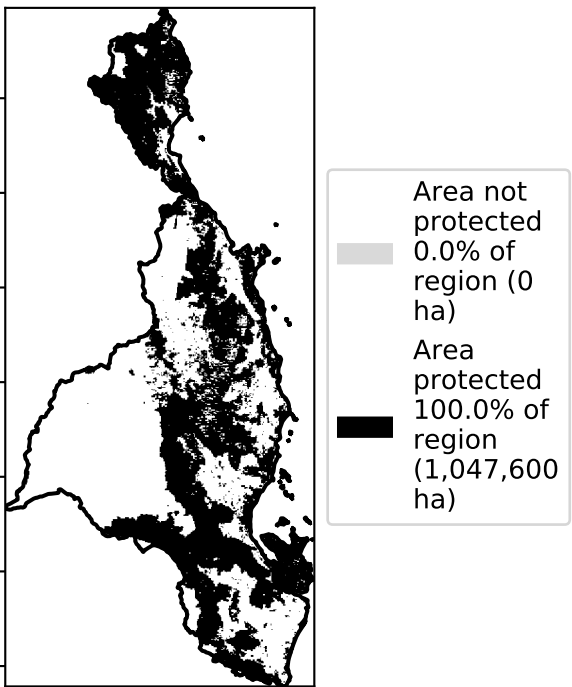 Area not
protected
0.0% of
region (0
ha)
Area
protected
100.0% of
region
(1,047,600
ha)